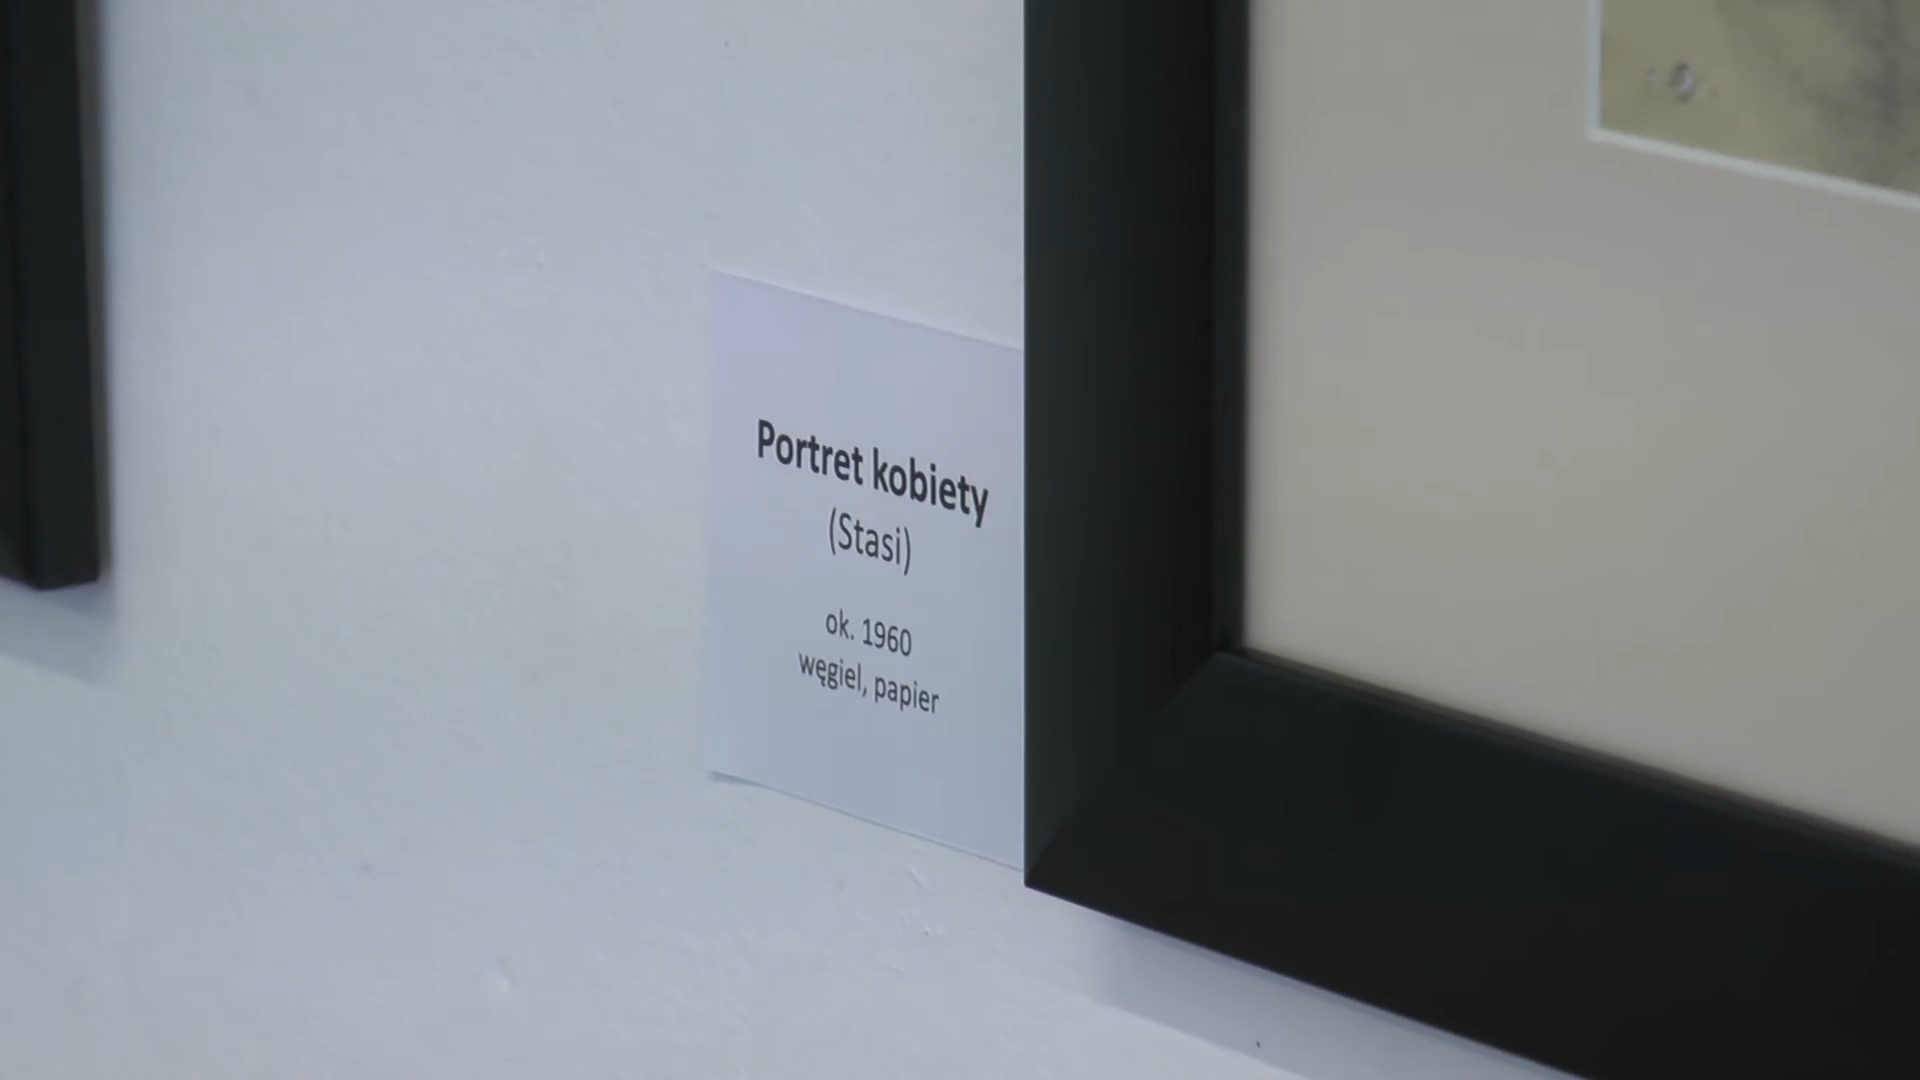 Portret kobiety
(Stasi)
ok. 1960
węgiel, papier